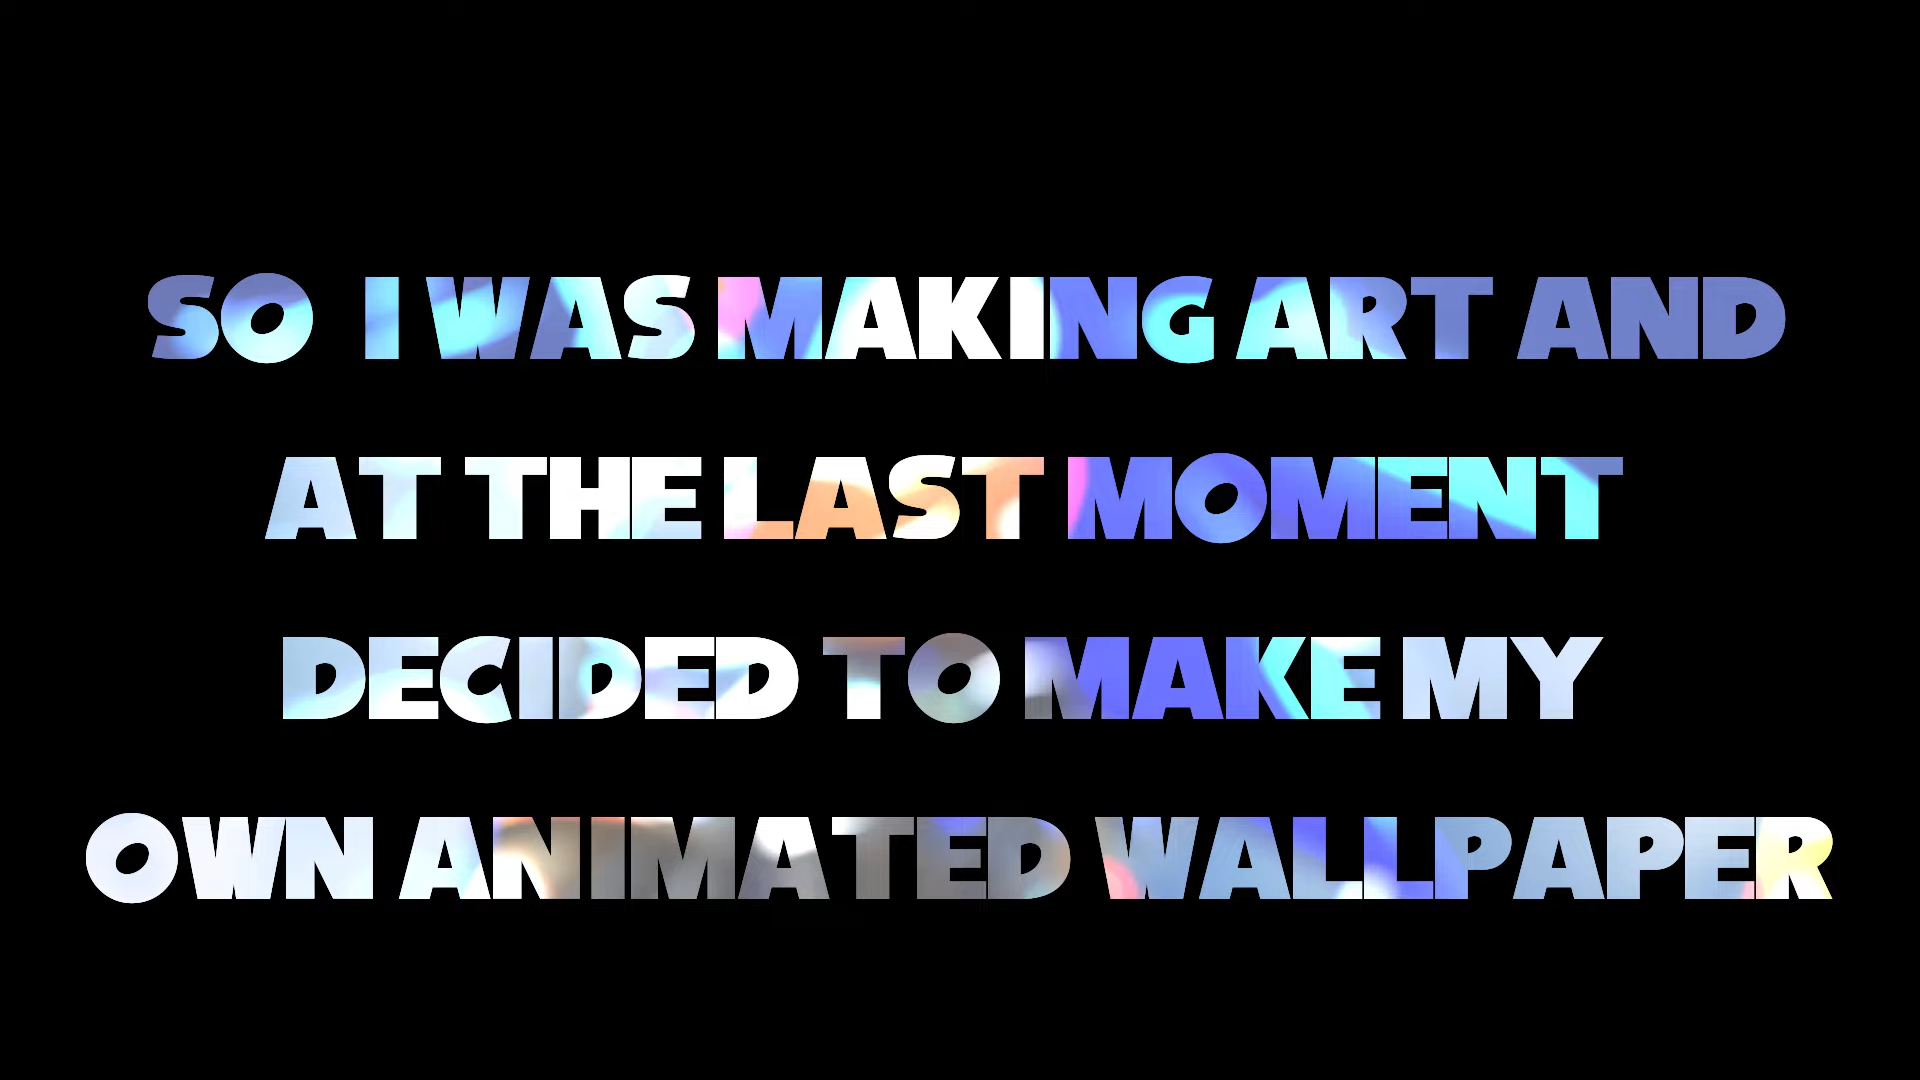 SO I WAS MAKING ART AND
AT THE LAST MOMENT
DECIDED TO MAKE MY
OWN ANIMATED WALLPAPER